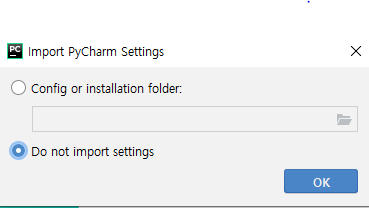 PC Import PyCharm Settings
Config or installation folder:
Do not import settings
OK